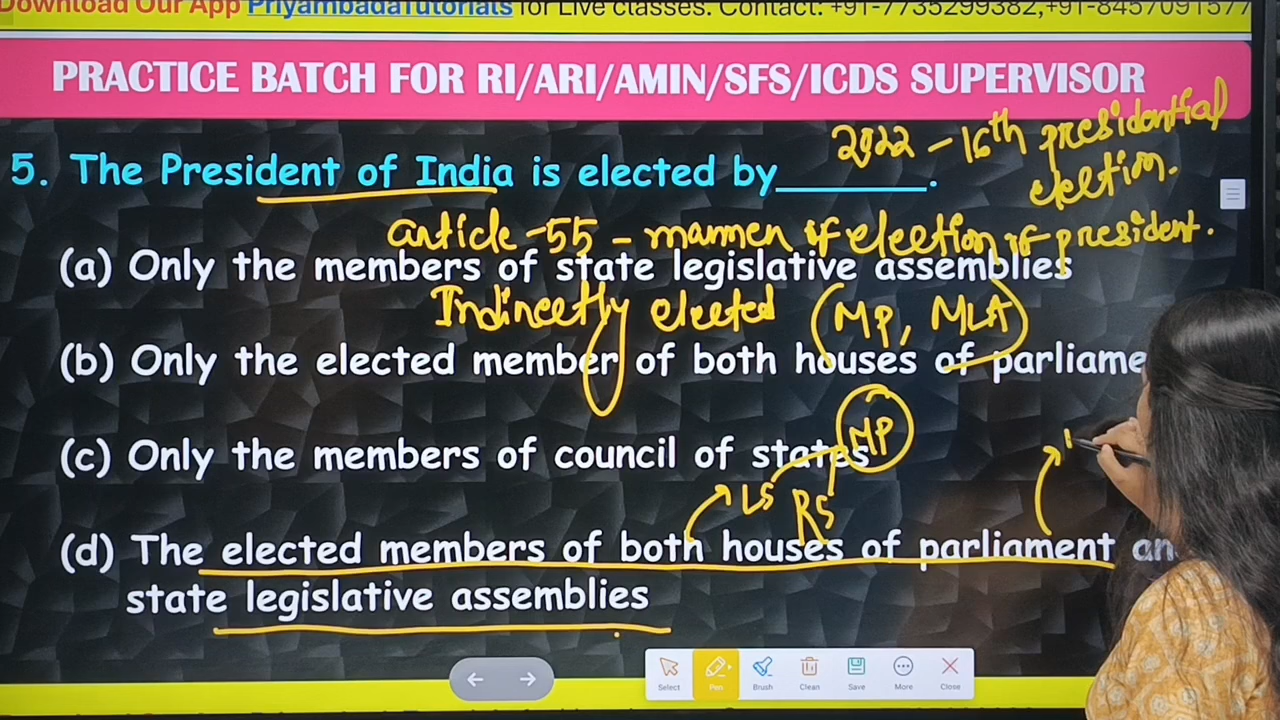 Download Our App PriyambadaTutorials for Live classes. Contact: +91-7735299382,+91-8457091577
PRACTICE BATCH FOR RI/ARI/AMIN/SFS/ICDS SUPERVISOR
2022 - 16th presidential
election.
5. The President of India is elected by________.
article-55 - manner of election of president.
(a) Only the members of state legislative assemblies
Indirectly elected (MP, MLA)
(b) Only the elected member of both houses of parliame
(c) Only the members of council of states
MP
LS RS
(d) The elected members of both houses of parliament an
state legislative assemblies
Select Pen Brush Clean Save More Close